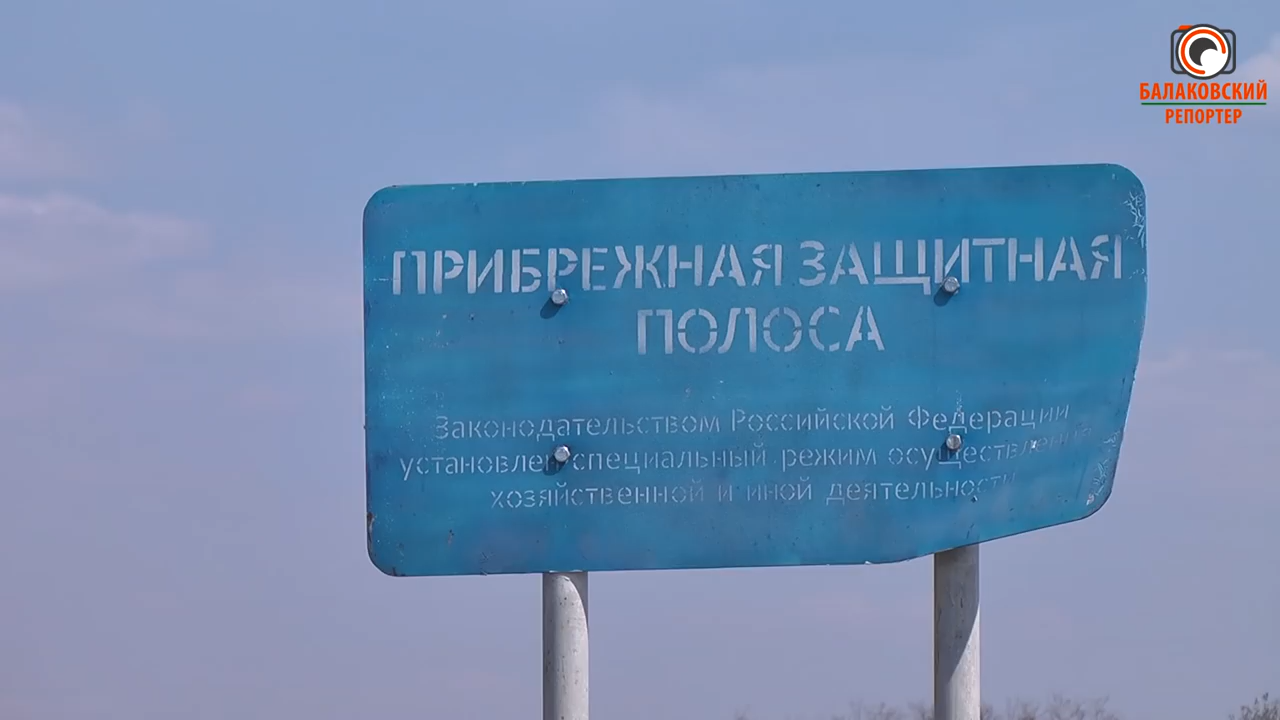 БАЛАКОВСКИЙ
РЕПОРТЕР
ПРИБРЕЖНАЯ ЗАЩИТНАЯ
ПОЛОСА
Законодательством Российской Федерации
установлен специальный режим осуществления
хозяйственной и иной деятельности